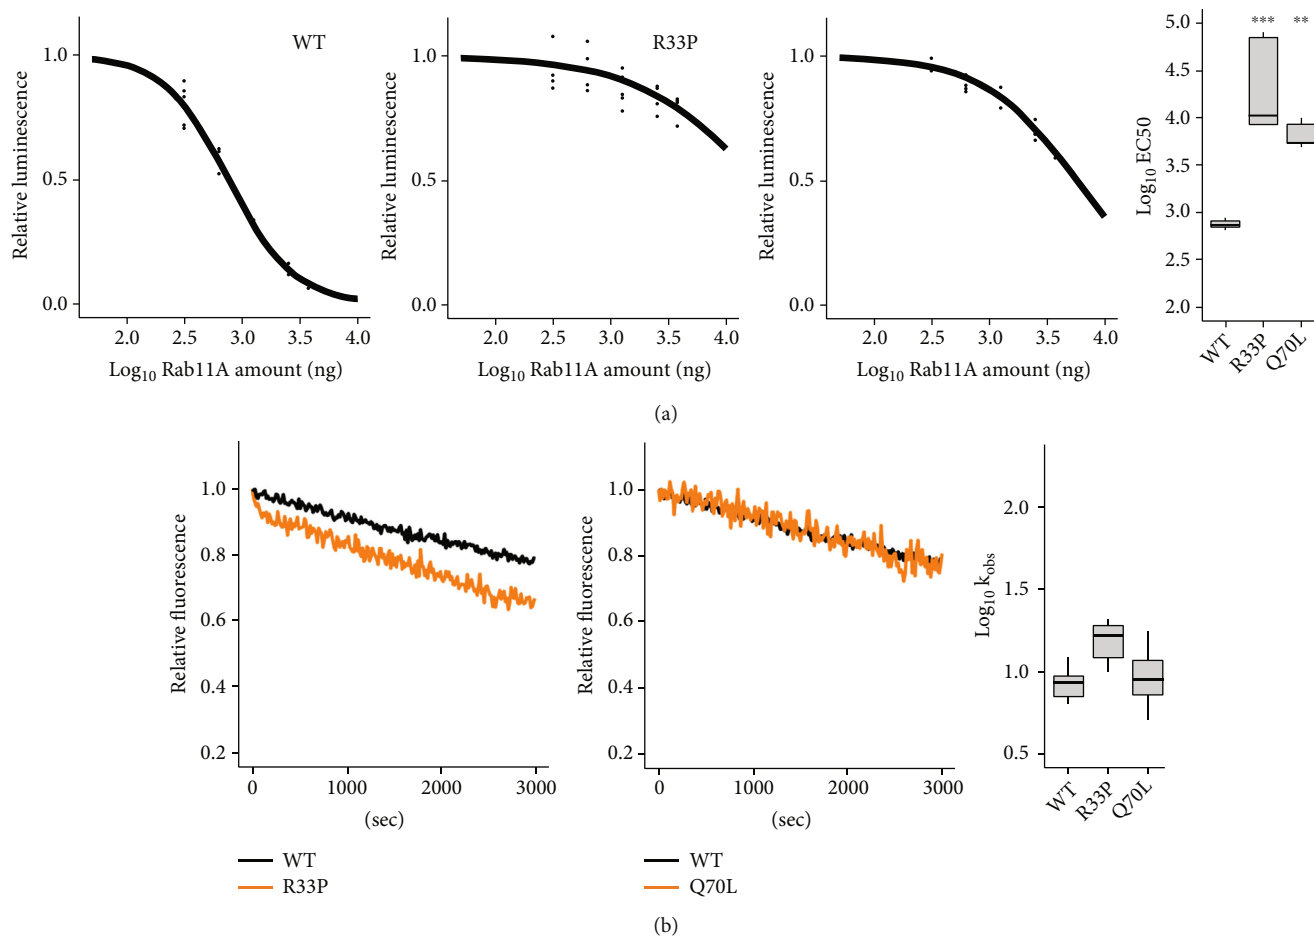 WT
Relative luminescence
1.0
0.5
0.0
2.0 2.5 3.0 3.5 4.0
Log10 Rab11A amount (ng)
R33P
Relative luminescence
1.0
0.5
0.0
2.0 2.5 3.0 3.5 4.0
Log10 Rab11A amount (ng)
Relative luminescence
1.0
0.5
0.0
2.0 2.5 3.0 3.5 4.0
Log10 Rab11A amount (ng)
*** **
Log10 EC50
5.0
4.5
4.0
3.5
3.0
2.5
2.0
WT R33P Q70L
(a)
Relative fluorescence
1.0
0.8
0.6
0.4
0.2
0 1000 2000 3000
(sec)
WT
R33P
Relative fluorescence
1.0
0.8
0.6
0.4
0.2
0 1000 2000 3000
(sec)
WT
Q70L
Log10 kobs
2.0
1.5
1.0
0.5
WT R33P Q70L
(b)